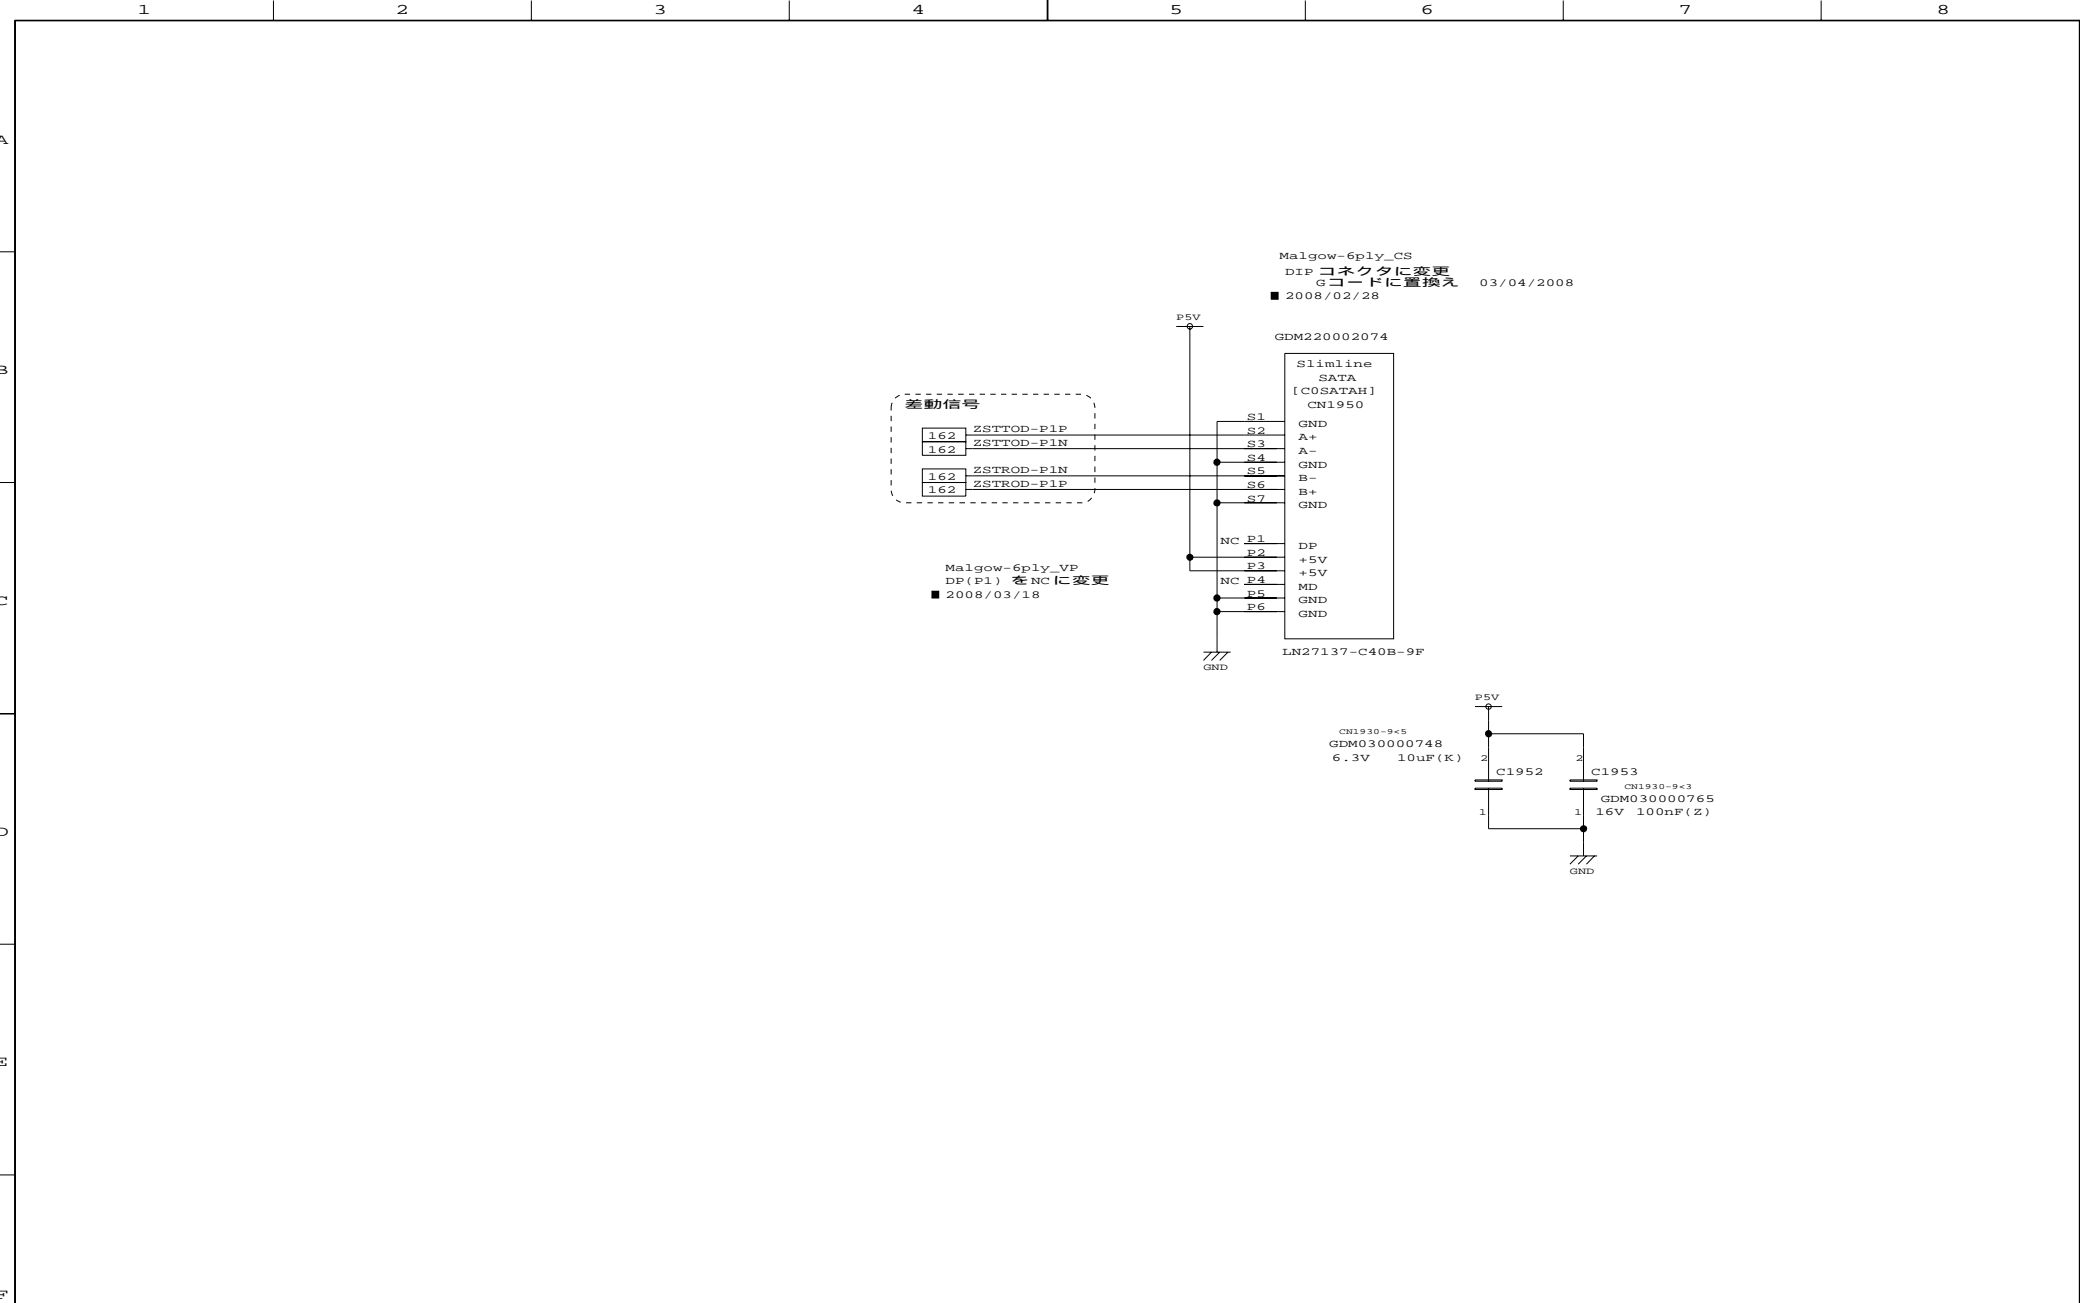 1 2 3 4 5 6 7 8
A
Malgow-6ply_CS
DIP コネクタに変更
Gコードに置換え 03/04/2008
■ 2008/02/28
P5V
GDM220002074
B
Slimline
SATA
[C0SATAH]
CN1950
差動信号
S1 GND
162 ZSTTOD-P1P S2 A+
162 ZSTTOD-P1N S3 A-
S4 GND
162 ZSTROD-P1N S5 B-
162 ZSTROD-P1P S6 B+
S7 GND
NC P1 DP
P2 +5V
P3 +5V
NC P4 MD
P5 GND
P6 GND
Malgow-6ply_VP
DP(P1) をNCに変更
■ 2008/03/18
C
LN27137-C40B-9F
GND
P5V
CN1930-9<5
GDM030000748
6.3V 10uF(K)
2 2
C1952 C1953
CN1930-9<3
GDM030000765
1 1 16V 100nF(Z)
D
GND
E
F